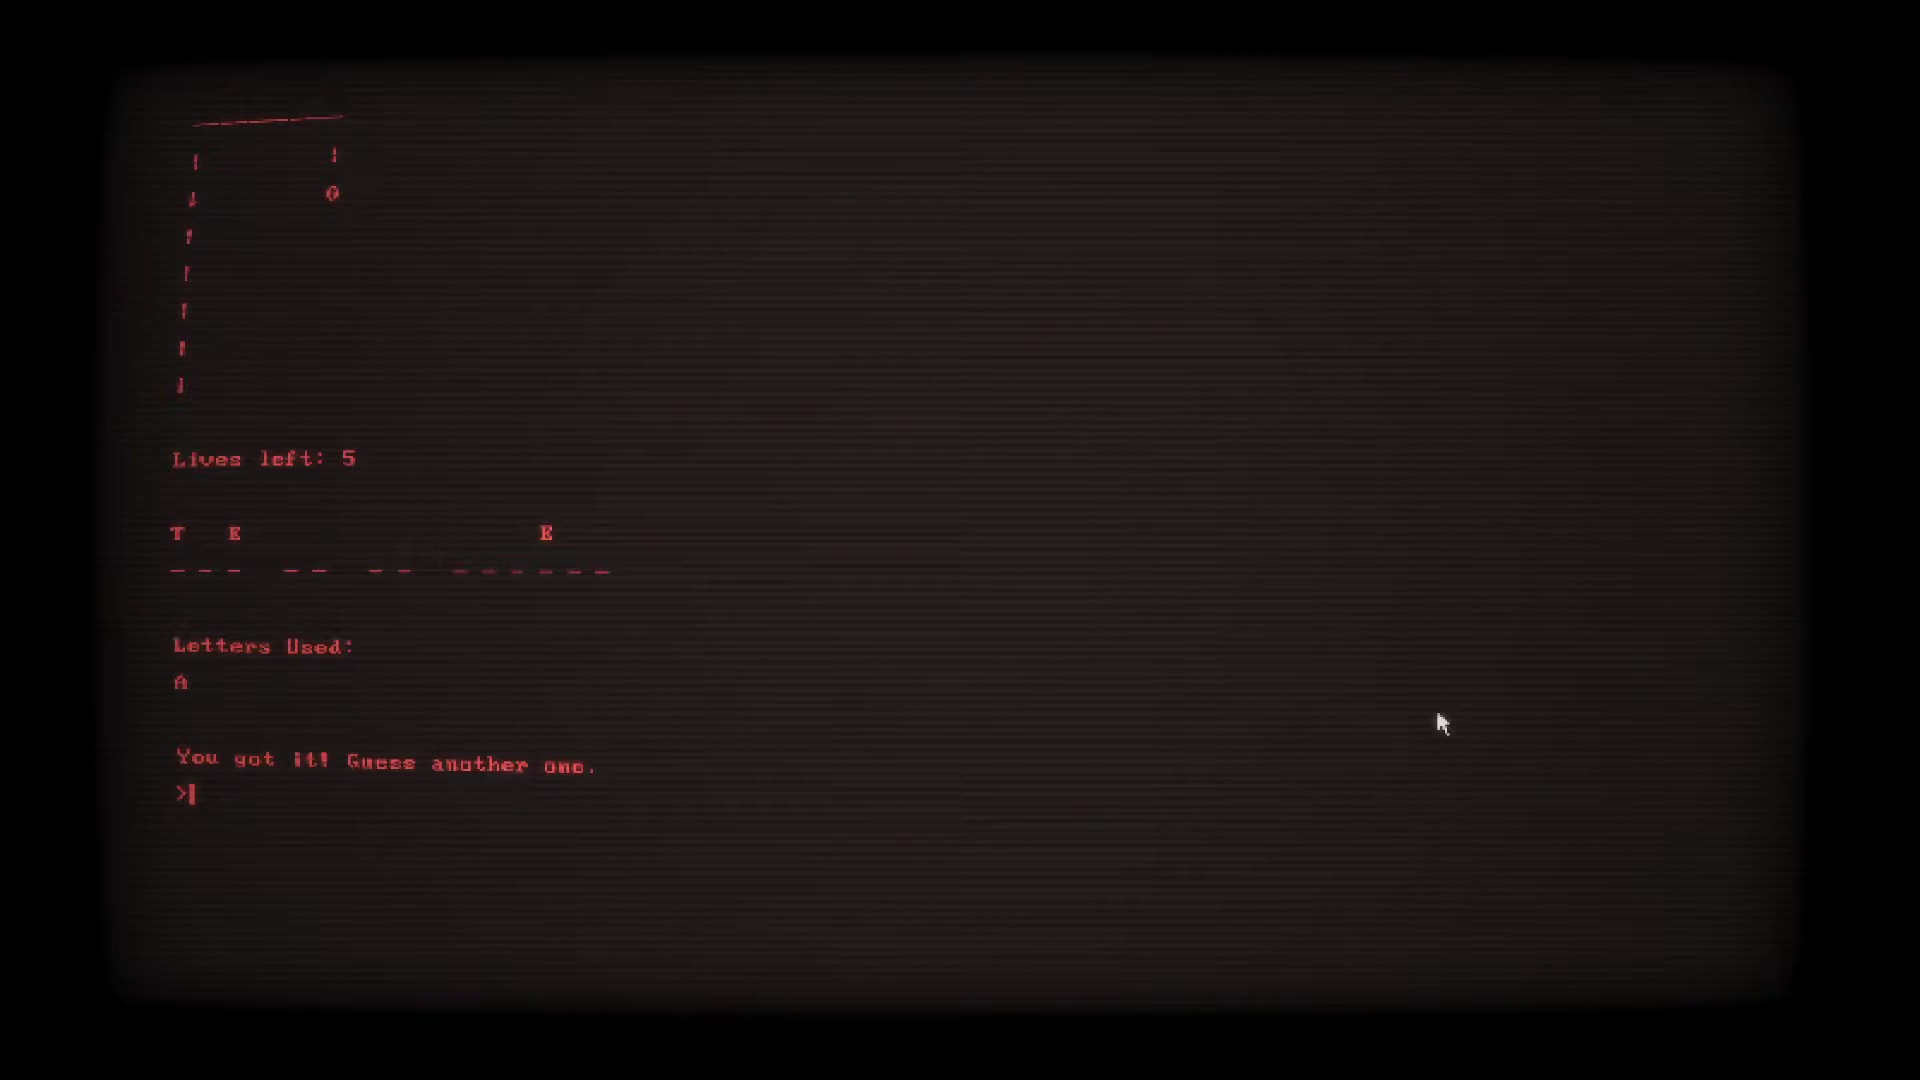 Lives left: 5
T   E                     E
_ _ _   _ _   _ _   _ _ _ _ _ _
Letters Used:
A
You got it! Guess another one.
>